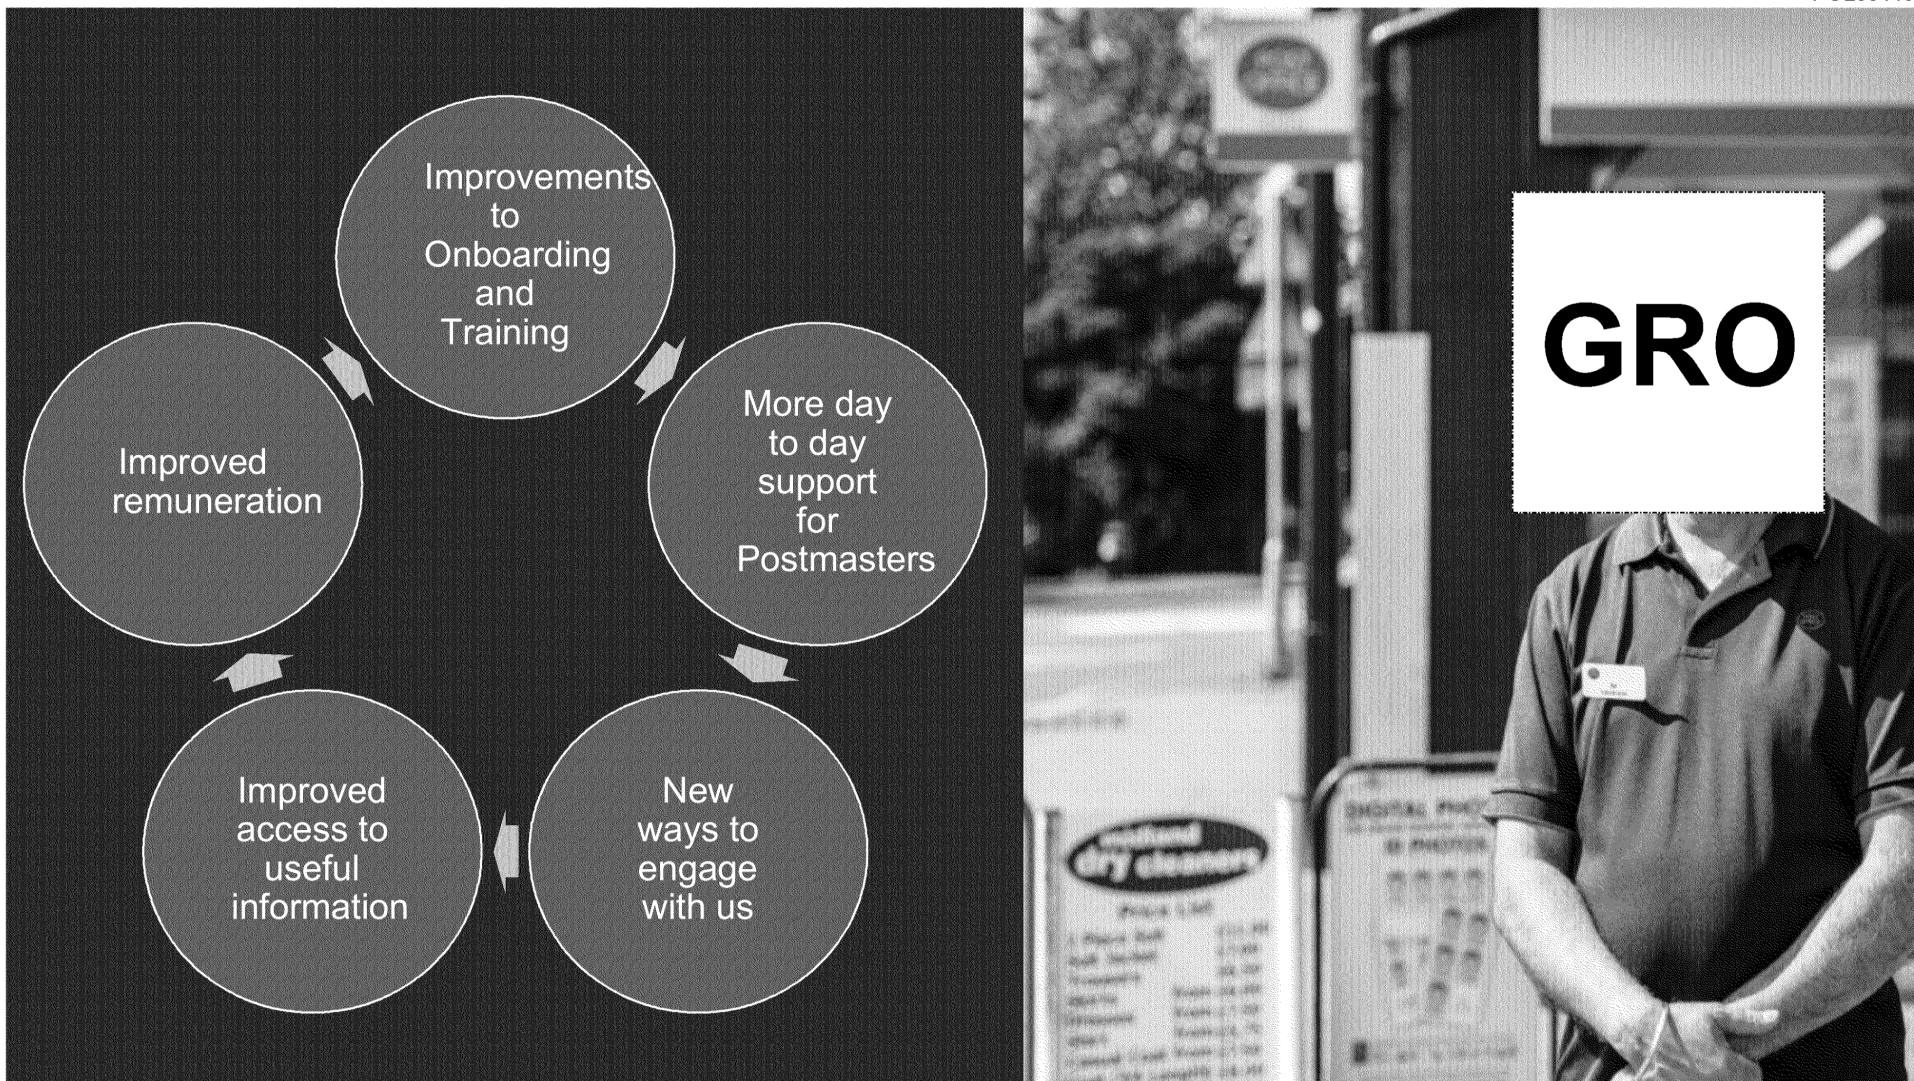 Improvements
to
Onboarding
and
Training
More day
to day
support
for
Postmasters
New
ways to
engage
with us
Improved
access to
useful
information
Improved
remuneration
GRO
dry cleaners
Price List
DIGITAL